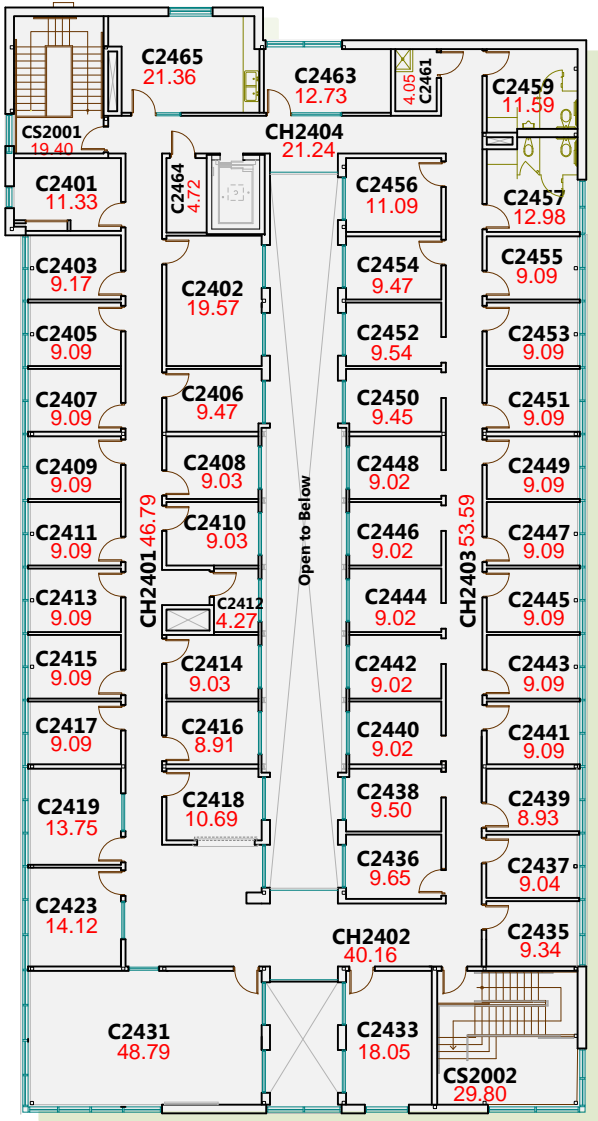 C2465
21.36
C2463
12.73
4.05
C2461
C2459
11.59
CS2001
19.40
CH2404
21.24
C2401
11.33
C2464
4.72
C2456
11.09
C2457
12.98
C2403
9.17
C2402
19.57
C2454
9.47
C2455
9.09
C2405
9.09
C2452
9.54
C2453
9.09
C2407
9.09
C2406
9.47
C2450
9.45
C2451
9.09
C2409
9.09
C2408
9.03
C2448
9.02
C2449
9.09
C2411
9.09
CH2401 46.79
C2410
9.03
Open to Below
C2446
9.02
CH2403 53.59
C2447
9.09
C2413
9.09
C2412
4.27
C2444
9.02
C2445
9.09
C2415
9.09
C2414
9.03
C2442
9.02
C2443
9.09
C2417
9.09
C2416
8.91
C2440
9.02
C2441
9.09
C2419
13.75
C2418
10.69
C2438
9.50
C2439
8.93
C2436
9.65
C2437
9.04
C2423
14.12
CH2402
40.16
C2435
9.34
C2431
48.79
C2433
18.05
CS2002
29.80